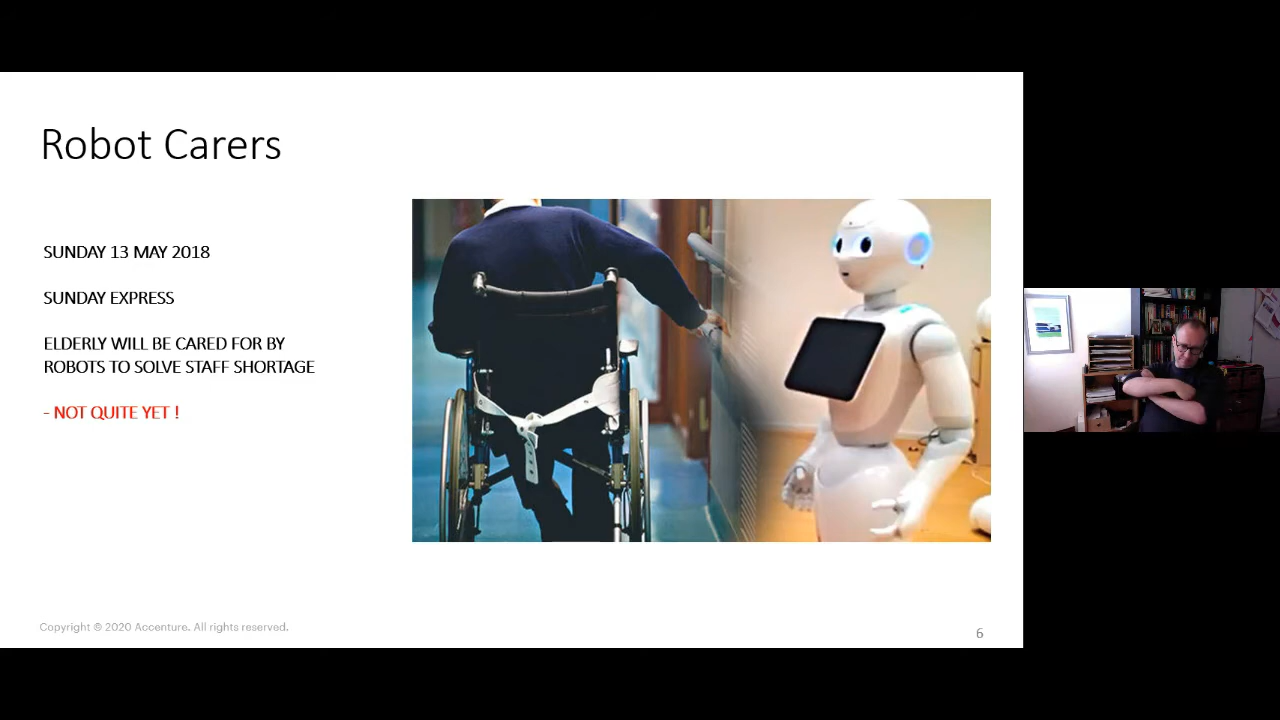 Robot Carers
SUNDAY 13 MAY 2018
SUNDAY EXPRESS
ELDERLY WILL BE CARED FOR BY
ROBOTS TO SOLVE STAFF SHORTAGE
- NOT QUITE YET !
Copyright © 2020 Accenture. All rights reserved.
6